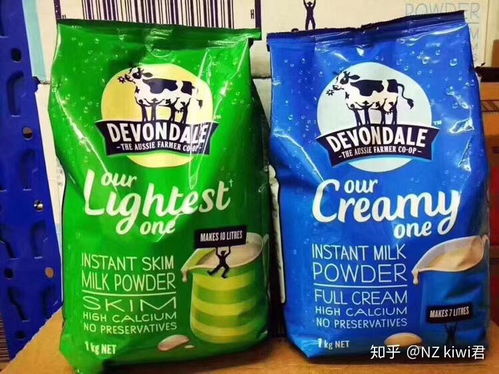 POWDER
DEVONDALE
THE AUSSIE FARMER CO-OP
our
Lightest
one
MAKES 10 LITRES
INSTANT SKIM
MILK POWDER
SKIM
HIGH CALCIUM
NO PRESERVATIVES
1 kg NET
DEVONDALE
THE AUSSIE FARMER CO-OP
our
Creamy
one
INSTANT MILK
POWDER
FULL CREAM
HIGH CALCIUM
NO PRESERVATIVES
MAKES 7 LITRES
1kg NET
知乎 @NZ kiwi君